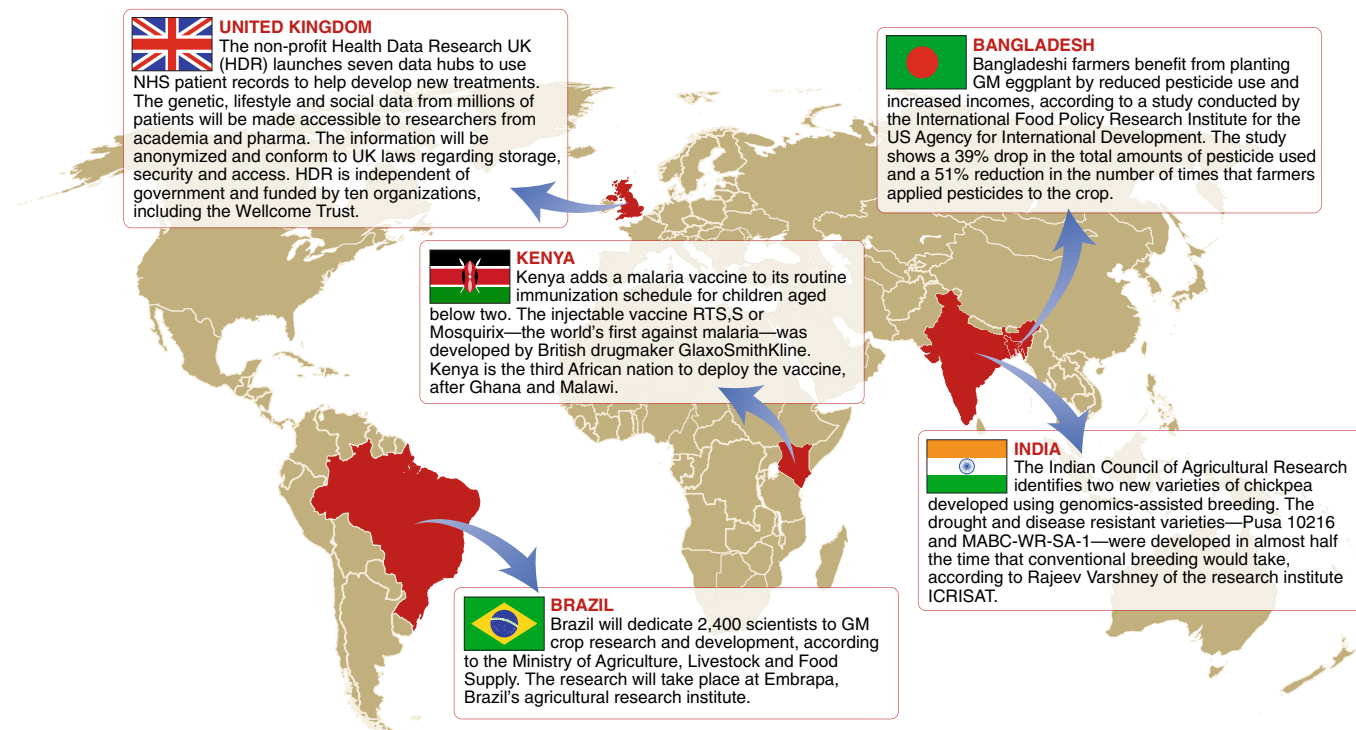 UNITED KINGDOM
The non-profit Health Data Research UK
(HDR) launches seven data hubs to use
NHS patient records to help develop new treatments.
The genetic, lifestyle and social data from millions of
patients will be made accessible to researchers from
academia and pharma. The information will be
anonymized and conform to UK laws regarding storage,
security and access. HDR is independent of
government and funded by ten organizations,
including the Wellcome Trust.
BANGLADESH
Bangladeshi farmers benefit from planting
GM eggplant by reduced pesticide use and
increased incomes, according to a study conducted by
the International Food Policy Research Institute for the
US Agency for International Development. The study
shows a 39% drop in the total amounts of pesticide used
and a 51% reduction in the number of times that farmers
applied pesticides to the crop.
KENYA
Kenya adds a malaria vaccine to its routine
immunization schedule for children aged
below two. The injectable vaccine RTS,S or
Mosquirix—the world's first against malaria—was
developed by British drugmaker GlaxoSmithKline.
Kenya is the third African nation to deploy the vaccine,
after Ghana and Malawi.
INDIA
The Indian Council of Agricultural Research
identifies two new varieties of chickpea
developed using genomics-assisted breeding. The
drought and disease resistant varieties—Pusa 10216
and MABC-WR-SA-1—were developed in almost half
the time that conventional breeding would take,
according to Rajeev Varshney of the research institute
ICRISAT.
BRAZIL
Brazil will dedicate 2,400 scientists to GM
crop research and development, according
to the Ministry of Agriculture, Livestock and Food
Supply. The research will take place at Embrapa,
Brazil's agricultural research institute.